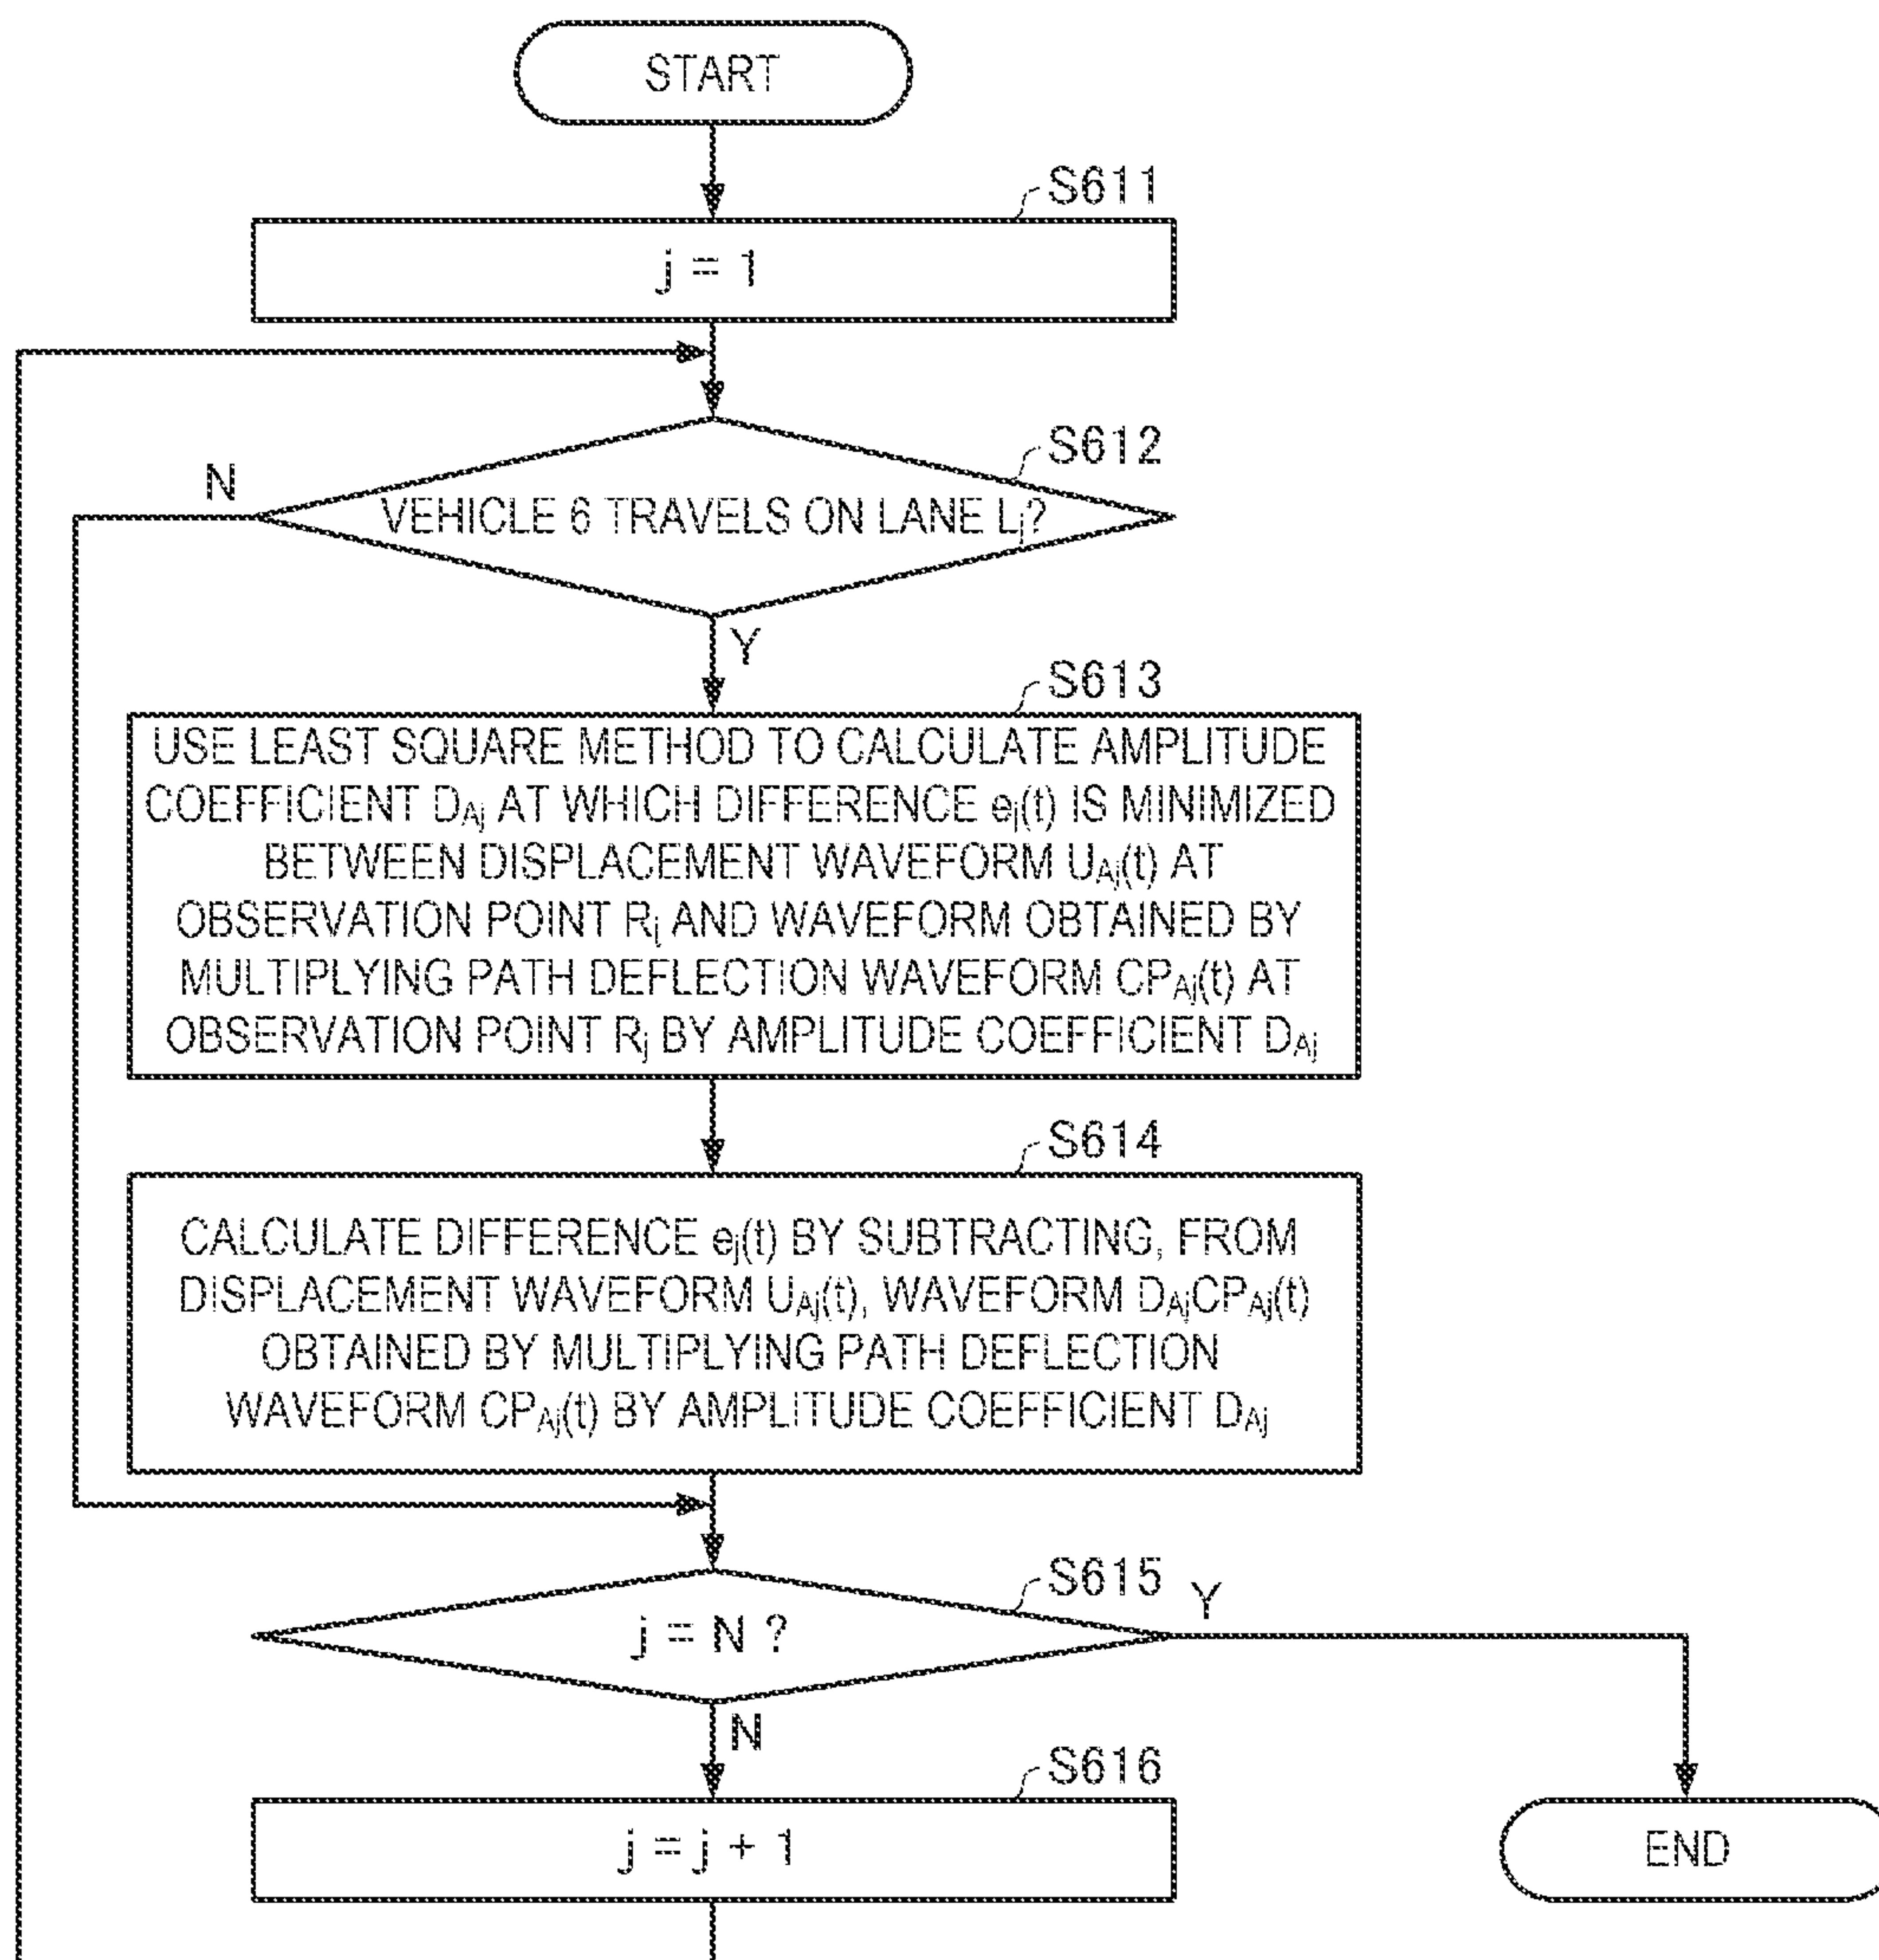 START
S611
j = 1
S612
N
VEHICLE 6 TRAVELS ON LANE Lj?
Y
S613
USE LEAST SQUARE METHOD TO CALCULATE AMPLITUDE
COEFFICIENT DAj AT WHICH DIFFERENCE ej(t) IS MINIMIZED
BETWEEN DISPLACEMENT WAVEFORM UAj(t) AT
OBSERVATION POINT Rj AND WAVEFORM OBTAINED BY
MULTIPLYING PATH DEFLECTION WAVEFORM CPAj(t) AT
OBSERVATION POINT Rj BY AMPLITUDE COEFFICIENT DAj
S614
CALCULATE DIFFERENCE ej(t) BY SUBTRACTING, FROM
DISPLACEMENT WAVEFORM UAj(t), WAVEFORM DAjCPAj(t)
OBTAINED BY MULTIPLYING PATH DEFLECTION
WAVEFORM CPAj(t) BY AMPLITUDE COEFFICIENT DAj
S615
Y
j = N ?
N
S616
j = j + 1
END